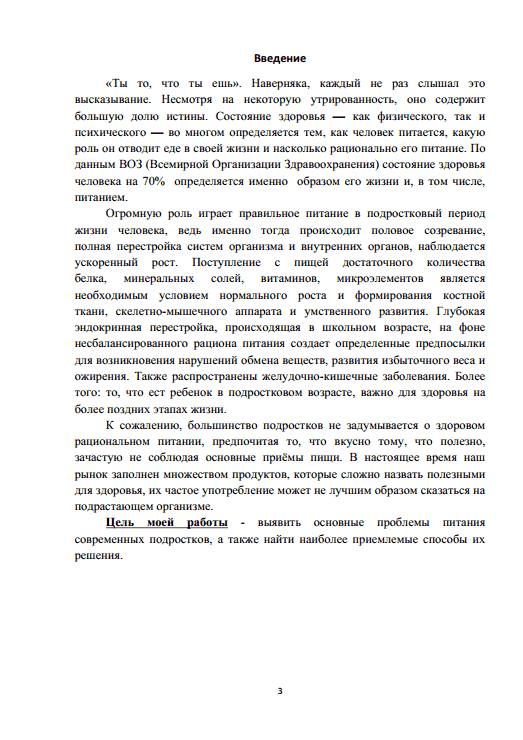 Введение
«Ты то, что ты ешь». Наверняка, каждый не раз слышал это
высказывание. Несмотря на некоторую утрированность, оно содержит
большую долю истины. Состояние здоровья — как физического, так и
психического — во многом определяется тем, как человек питается, какую
роль он отводит еде в своей жизни и насколько рационально его питание. По
данным ВОЗ (Всемирной Организации Здравоохранения) состояние здоровья
человека на 70% определяется именно образом его жизни и, в том числе,
питанием.
Огромную роль играет правильное питание в подростковый период
жизни человека, ведь именно тогда происходит половое созревание,
полная перестройка систем организма и внутренних органов, наблюдается
ускоренный рост. Поступление с пищей достаточного количества
белка, минеральных солей, витаминов, микроэлементов является
необходимым условием нормального роста и формирования костной
ткани, скелетно-мышечного аппарата и умственного развития. Глубокая
эндокринная перестройка, происходящая в школьном возрасте, на фоне
несбалансированного рациона питания создает определенные предпосылки
для возникновения нарушений обмена веществ, развития избыточного веса и
ожирения. Также распространены желудочно-кишечные заболевания. Более
того: то, что ест ребенок в подростковом возрасте, важно для здоровья на
более поздних этапах жизни.
К сожалению, большинство подростков не задумывается о здоровом
рациональном питании, предпочитая то, что вкусно тому, что полезно,
зачастую не соблюдая основные приёмы пищи. В настоящее время наш
рынок заполнен множеством продуктов, которые сложно назвать полезными
для здоровья, их частое употребление может не лучшим образом сказаться на
подрастающем организме.
Цель моей работы - выявить основные проблемы питания
современных подростков, а также найти наиболее приемлемые способы их
решения.
3